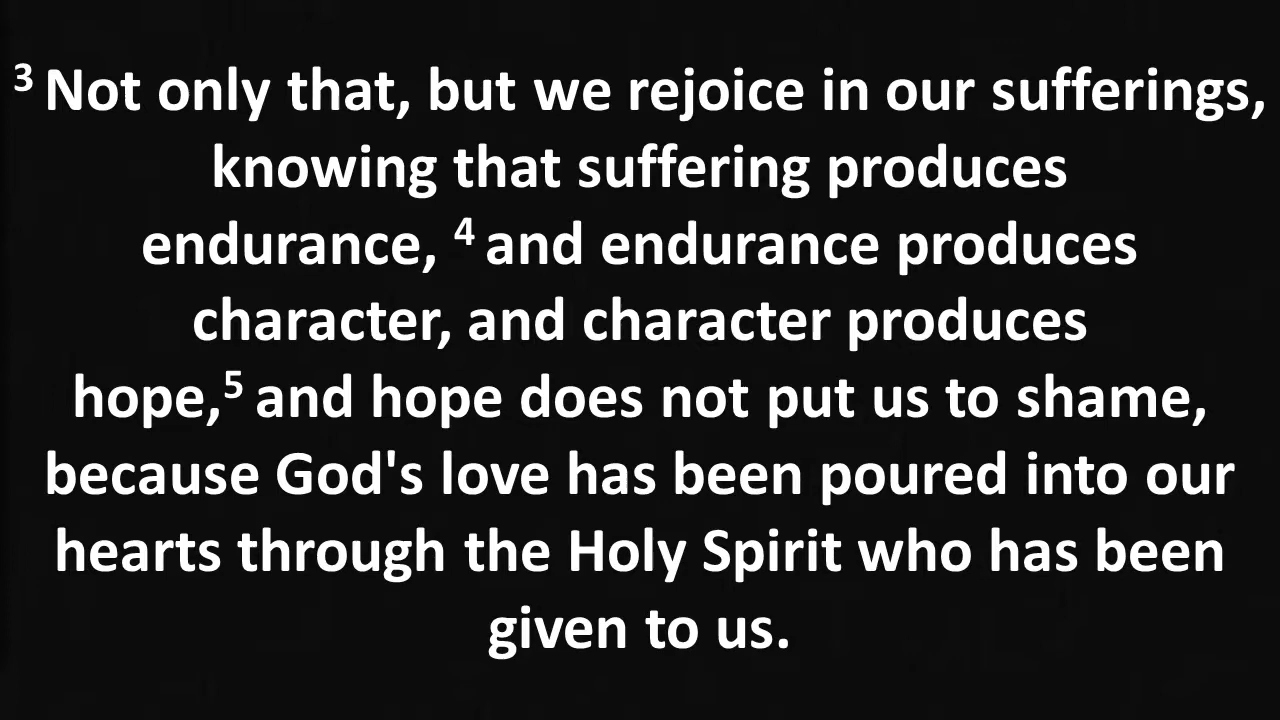 ³ Not only that, but we rejoice in our sufferings,
knowing that suffering produces
endurance, ⁴ and endurance produces
character, and character produces
hope,⁵ and hope does not put us to shame,
because God's love has been poured into our
hearts through the Holy Spirit who has been
given to us.